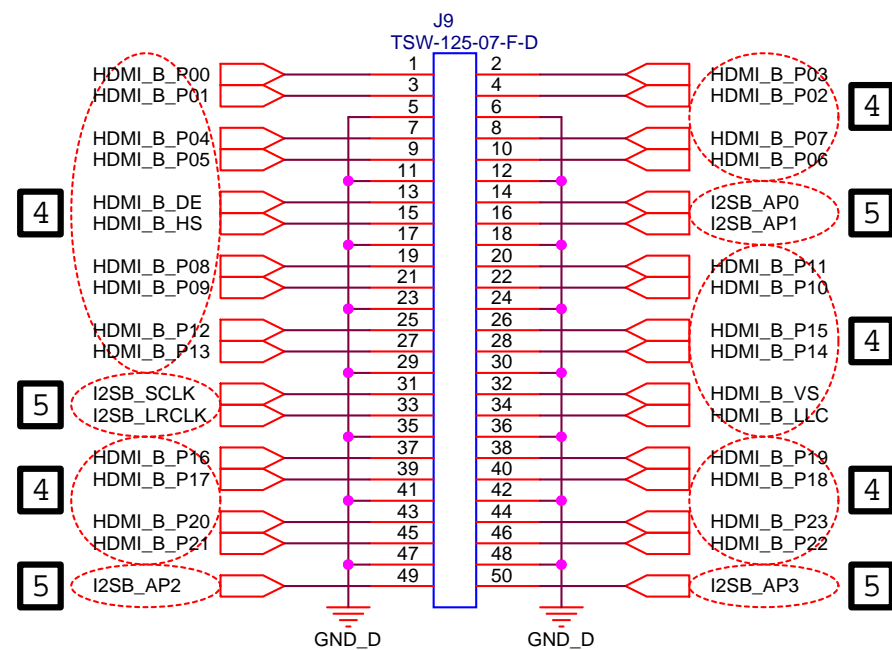 J9
TSW-125-07-F-D
HDMI_B_P00 1 2 HDMI_B_P03
HDMI_B_P01 3 4 HDMI_B_P02
5 6
HDMI_B_P04 7 8 HDMI_B_P07
HDMI_B_P05 9 10 HDMI_B_P06
11 12
HDMI_B_DE 13 14 I2SB_AP0
HDMI_B_HS 15 16 I2SB_AP1
17 18
HDMI_B_P08 19 20 HDMI_B_P11
HDMI_B_P09 21 22 HDMI_B_P10
23 24
HDMI_B_P12 25 26 HDMI_B_P15
HDMI_B_P13 27 28 HDMI_B_P14
29 30
I2SB_SCLK 31 32 HDMI_B_VS
I2SB_LRCLK 33 34 HDMI_B_LLC
35 36
HDMI_B_P16 37 38 HDMI_B_P19
HDMI_B_P17 39 40 HDMI_B_P18
41 42
HDMI_B_P20 43 44 HDMI_B_P23
HDMI_B_P21 45 46 HDMI_B_P22
47 48
I2SB_AP2 49 50 I2SB_AP3
GND_D GND_D
4
5
4
5
4
5
4
4
5